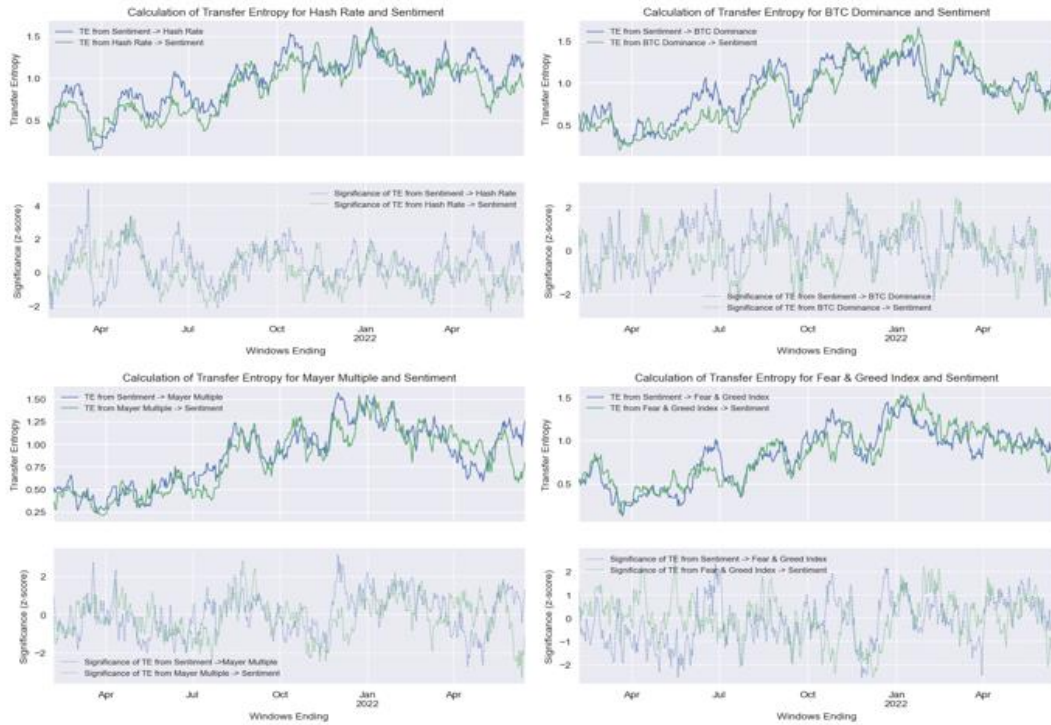 Calculation of Transfer Entropy for Hash Rate and Sentiment
TE from Sentiment -> Hash Rate
TE from Hash Rate -> Sentiment
Transfer Entropy
1.5
1.0
0.5
Significance of TE from Sentiment -> Hash Rate
Significance of TE from Hash Rate -> Sentiment
Significance (z-score)
4
2
0
−2
Apr
Jul
Oct
Jan
2022
Apr
Windows Ending
Calculation of Transfer Entropy for BTC Dominance and Sentiment
TE from Sentiment -> BTC Dominance
TE from BTC Dominance -> Sentiment
Transfer Entropy
1.5
1.0
0.5
Significance (z-score)
2
0
−2
Significance of TE from Sentiment -> BTC Dominance
Significance of TE from BTC Dominance -> Sentiment
Apr
Jul
Oct
Jan
2022
Apr
Windows Ending
Calculation of Transfer Entropy for Mayer Multiple and Sentiment
TE from Sentiment -> Mayer Multiple
TE from Mayer Multiple -> Sentiment
Transfer Entropy
1.50
1.25
1.00
0.75
0.50
0.25
Significance (z-score)
2
0
−2
Significance of TE from Sentiment ->Mayer Multiple
Significance of TE from Mayer Multiple -> Sentiment
Apr
Jul
Oct
Jan
2022
Apr
Windows Ending
Calculation of Transfer Entropy for Fear & Greed Index and Sentiment
TE from Sentiment -> Fear & Greed Index
TE from Fear & Greed Index -> Sentiment
Transfer Entropy
1.5
1.0
0.5
Significance of TE from Sentiment -> Fear & Greed Index
Significance of TE from Fear & Greed Index -> Sentiment
Significance (z-score)
2
1
0
−1
−2
Apr
Jul
Oct
Jan
2022
Apr
Windows Ending